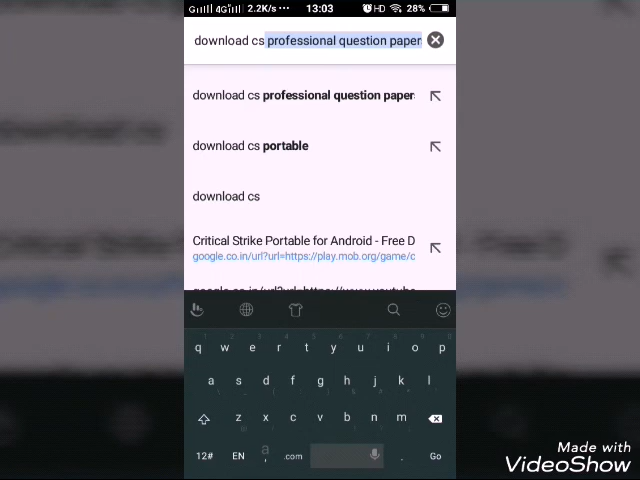 4G 2.2K/s ··· 13:03 HD 28%
download cs professional question paper
download cs professional question paper
download cs portable
download cs
Critical Strike Portable for Android - Free D
google.co.in/url?url=https://play.mob.org/game/c
q w e r t y u i o p
a s d f g h j k l
z x c v b n m
12# EN , .com . Go
Made with
VideoShow